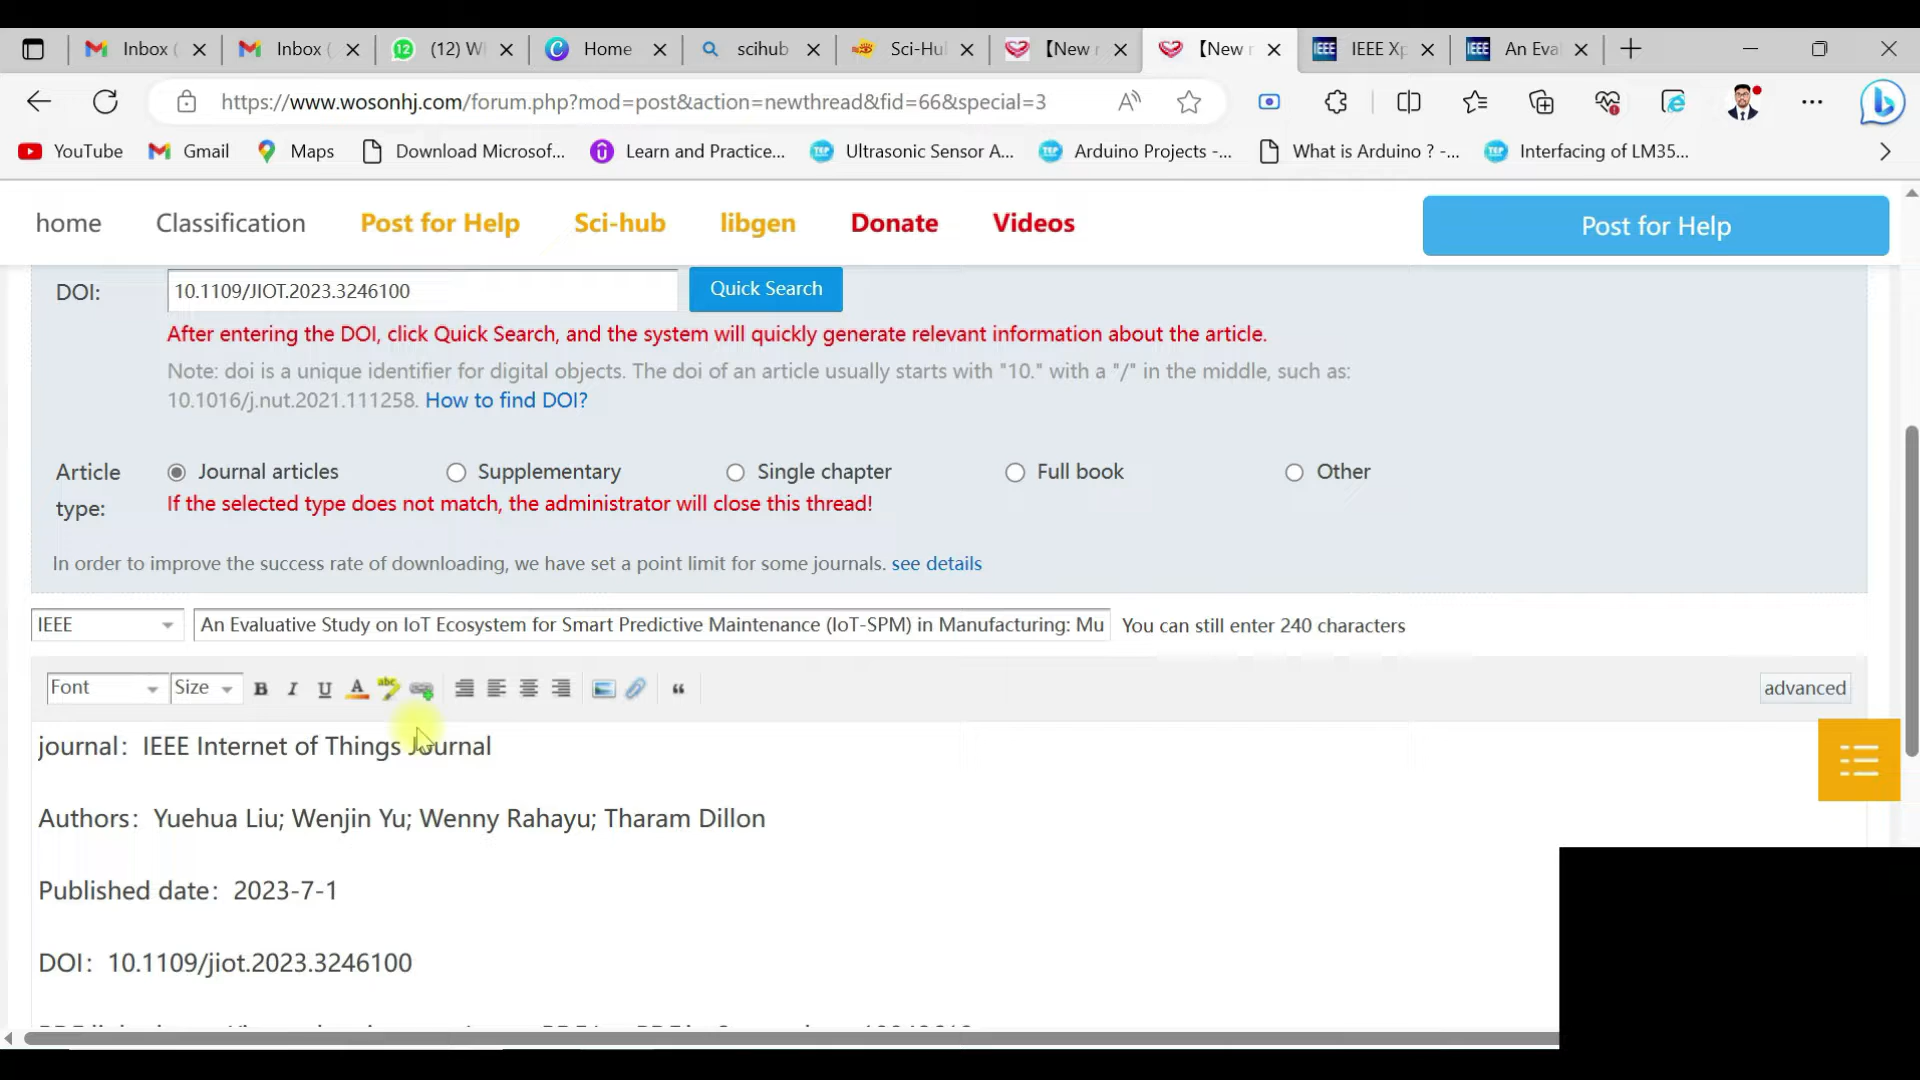 Inbox (
Inbox (
(12) W
Home
scihub
Sci-Hu
【New
【New
IEEE Xp
An Eva
https://www.wosonhj.com/forum.php?mod=post&action=newthread&fid=66&special=3
YouTube
Gmail
Maps
Download Microsof...
Learn and Practice...
Ultrasonic Sensor A...
Arduino Projects -...
What is Arduino ? -...
Interfacing of LM35...
home
Classification
Post for Help
Sci-hub
libgen
Donate
Videos
Post for Help
DOI:
10.1109/JIOT.2023.3246100
Quick Search
After entering the DOI, click Quick Search, and the system will quickly generate relevant information about the article.
Note: doi is a unique identifier for digital objects. The doi of an article usually starts with "10." with a "/" in the middle, such as:
10.1016/j.nut.2021.111258. How to find DOI?
Article type:
Journal articles
Supplementary
Single chapter
Full book
Other
If the selected type does not match, the administrator will close this thread!
In order to improve the success rate of downloading, we have set a point limit for some journals. see details
IEEE
An Evaluative Study on IoT Ecosystem for Smart Predictive Maintenance (IoT-SPM) in Manufacturing: Mu
You can still enter 240 characters
Font
Size
B I U A
advanced
journal： IEEE Internet of Things Journal
Authors： Yuehua Liu; Wenjin Yu; Wenny Rahayu; Tharam Dillon
Published date： 2023-7-1
DOI： 10.1109/jiot.2023.3246100